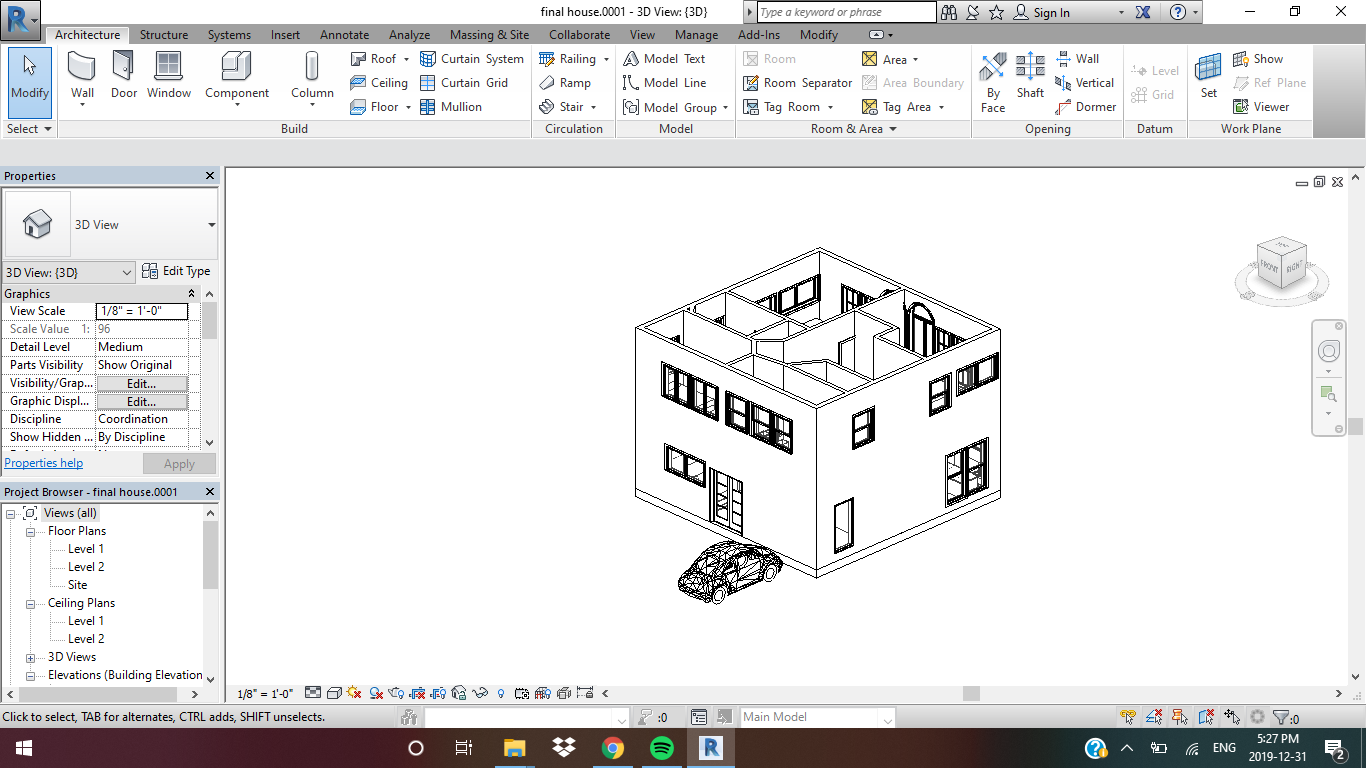 final house.0001 - 3D View: {3D}
Type a keyword or phrase
Sign In
Architecture Structure Systems Insert Annotate Analyze Massing & Site Collaborate View Manage Add-Ins Modify
Modify
Wall
Door
Window
Component
Column
Roof
Ceiling
Floor
Curtain System
Curtain Grid
Mullion
Railing
Ramp
Stair
Model Text
Model Line
Model Group
Room
Room Separator
Tag Room
Area
Area Boundary
Tag Area
By
Face
Shaft
Wall
Vertical
Dormer
Level
Grid
Set
Show
Ref Plane
Viewer
Select Build Circulation Model Room & Area Opening Datum Work Plane
Properties
3D View
3D View: {3D} Edit Type
Graphics
View Scale 1/8" = 1'-0"
Scale Value 1: 96
Detail Level Medium
Parts Visibility Show Original
Visibility/Grap... Edit...
Graphic Displ... Edit...
Discipline Coordination
Show Hidden ... By Discipline
Properties help Apply
Project Browser - final house.0001
Views (all)
Floor Plans
Level 1
Level 2
Site
Ceiling Plans
Level 1
Level 2
3D Views
Elevations (Building Elevation
FRONT RIGHT
1/8" = 1'-0"
Click to select, TAB for alternates, CTRL adds, SHIFT unselects.
:0
Main Model
:0
ENG
5:27 PM
2019-12-31
2